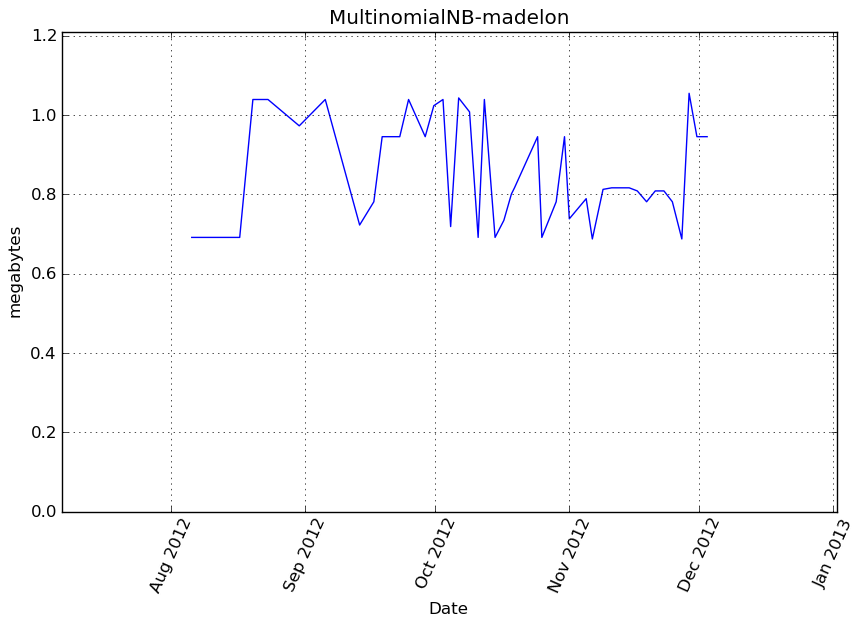 MultinomialNB-madelon
1.2
1.0
0.8
0.6
0.4
0.2
0.0
megabytes
Aug 2012
Sep 2012
Oct 2012
Nov 2012
Dec 2012
Jan 2013
Date